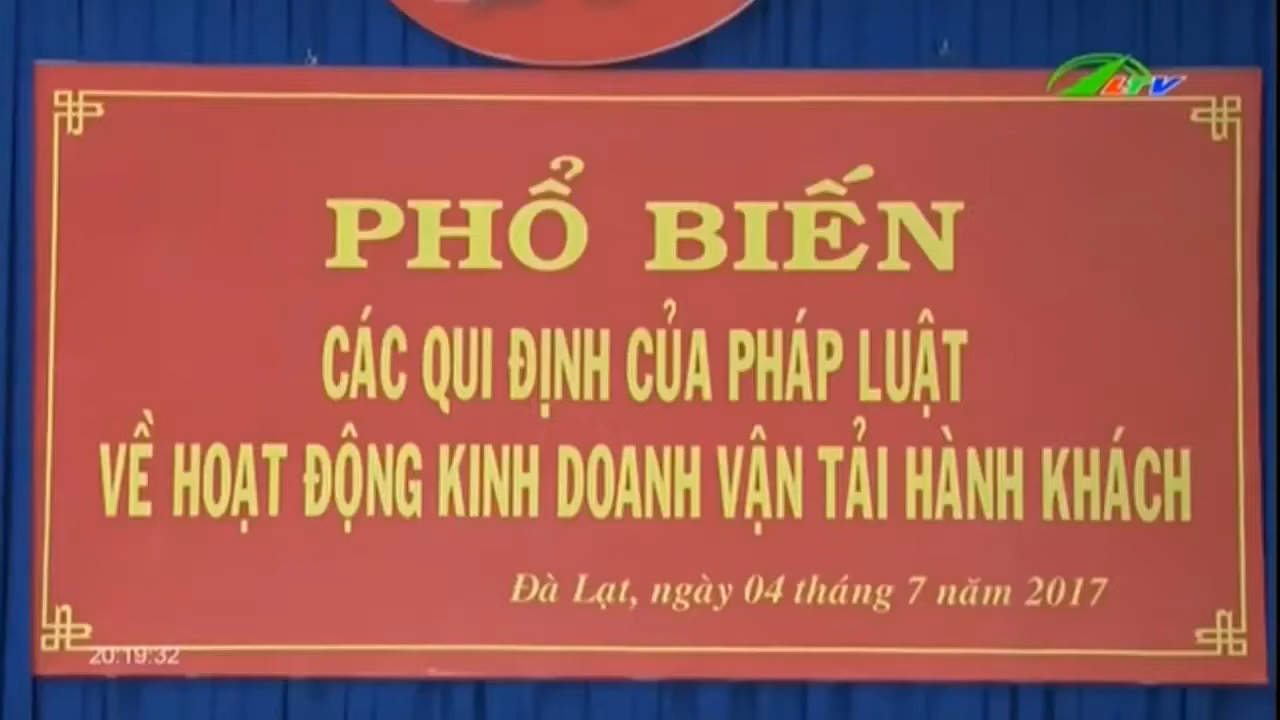 LTV
PHỔ BIẾN
CÁC QUI ĐỊNH CỦA PHÁP LUẬT
VỀ HOẠT ĐỘNG KINH DOANH VẬN TẢI HÀNH KHÁCH
Đà Lạt, ngày 04 tháng 7 năm 2017
20:19:32